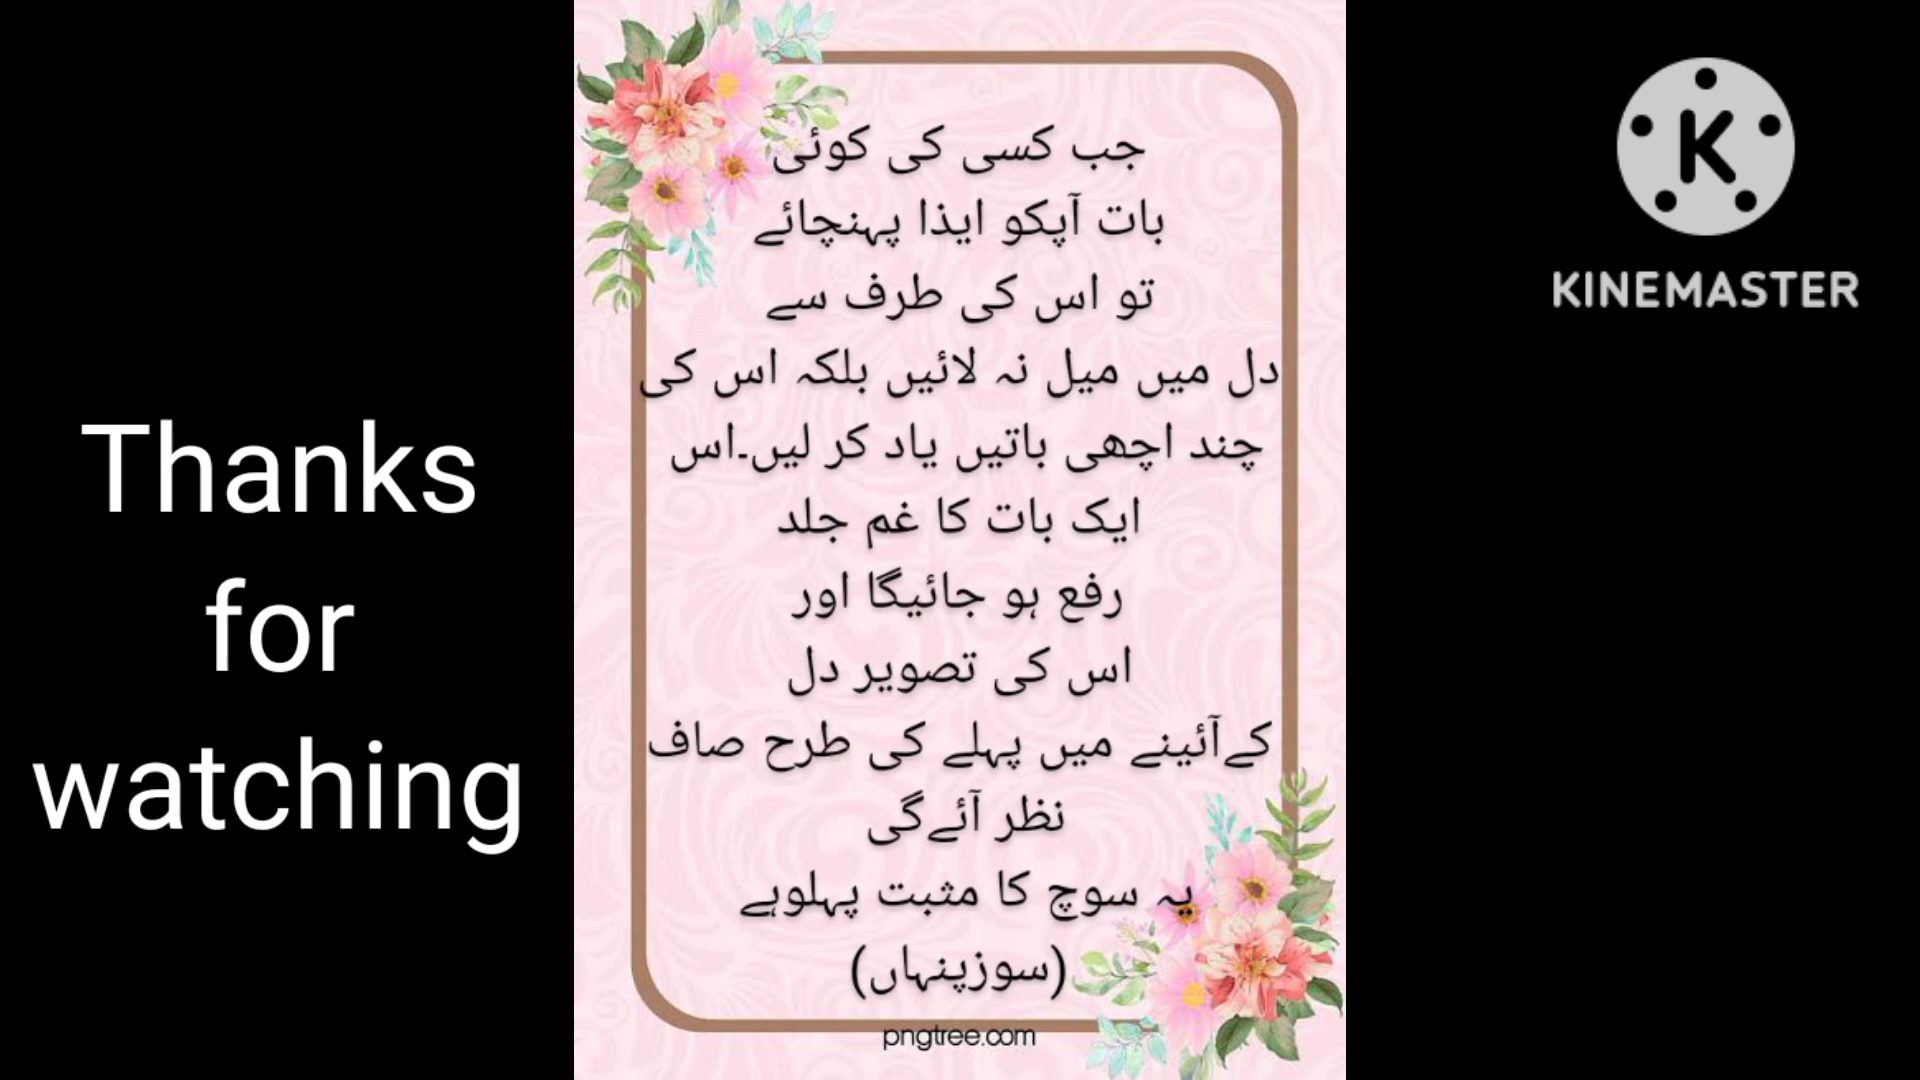 Thanks
for
watching
جب کسی کی کوئی
بات آپکو ایذا پہنچائے
تو اس کی طرف سے
دل میں میل نہ لائیں بلکہ اس کی
چند اچھی باتیں یاد کر لیں۔اس
ایک بات کا غم جلد
رفع ہو جائیگا اور
اس کی تصویر دل
کےآئینے میں پہلے کی طرح صاف
نظر آئےگی
یہ سوچ کا مثبت پہلوہے
(سوزپنہاں)
pngtree.com
K
KINEMASTER